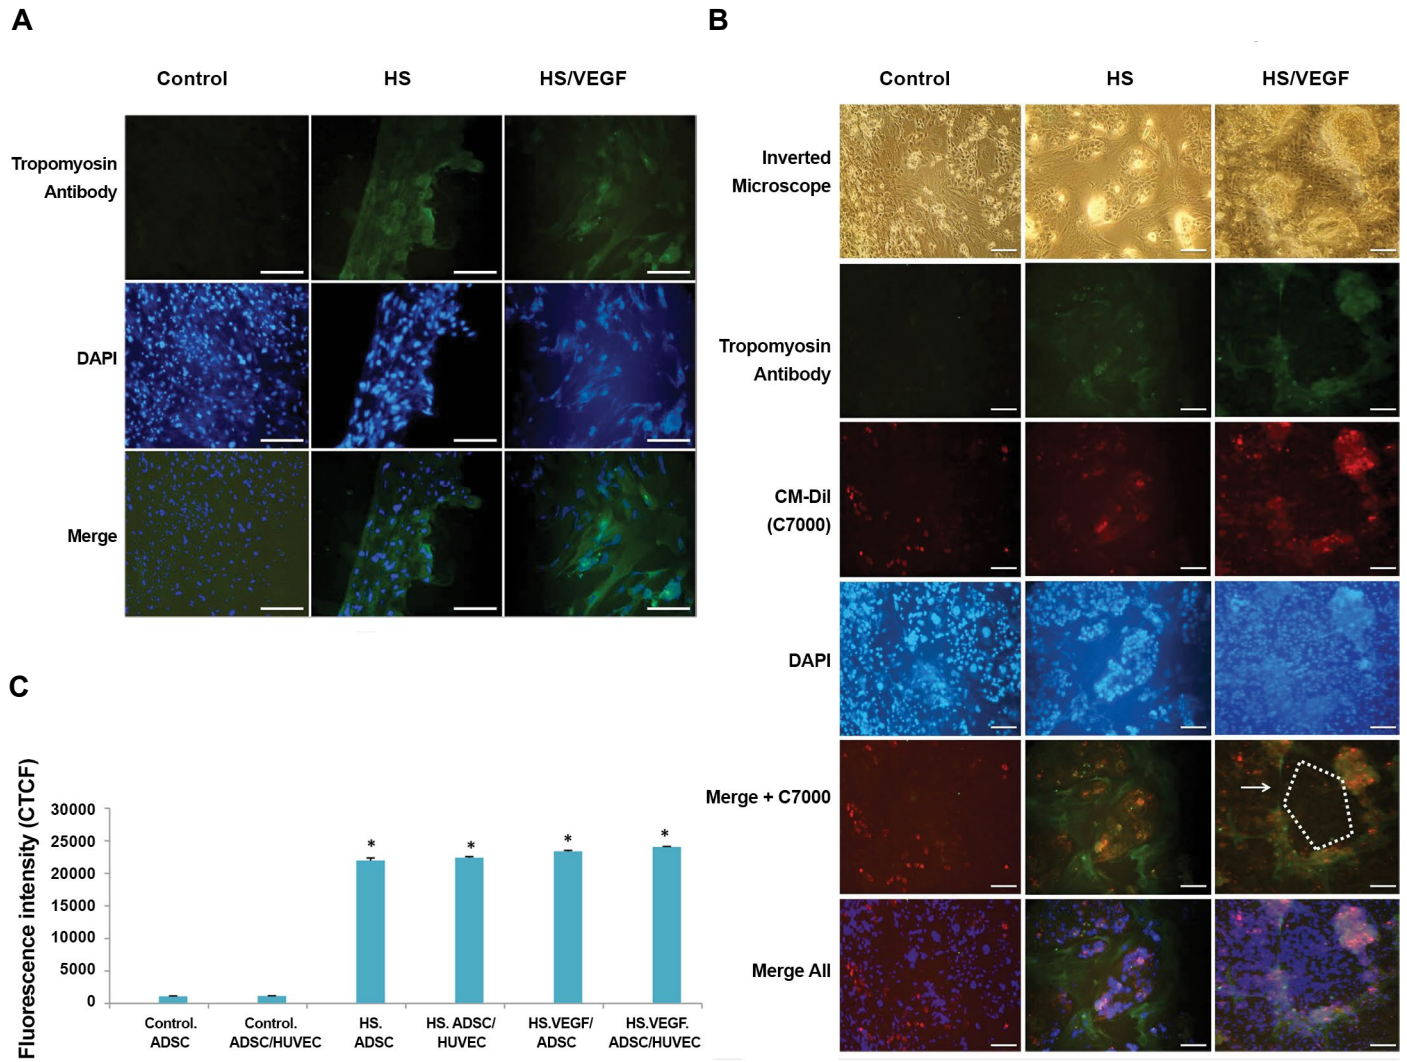 A
Control HS HS/VEGF
Tropomyosin
Antibody
DAPI
Merge
B
Control HS HS/VEGF
Inverted
Microscope
Tropomyosin
Antibody
CM-Dil
(C7000)
DAPI
Merge + C7000
Merge All
C
Fluorescence intensity (CTCF)
30000
25000
20000
15000
10000
5000
0
* * * *
Control.
ADSC
Control.
ADSC/HUVEC
HS.
ADSC
HS. ADSC/
HUVEC
HS.VEGF/
ADSC
HS.VEGF.
ADSC/HUVEC